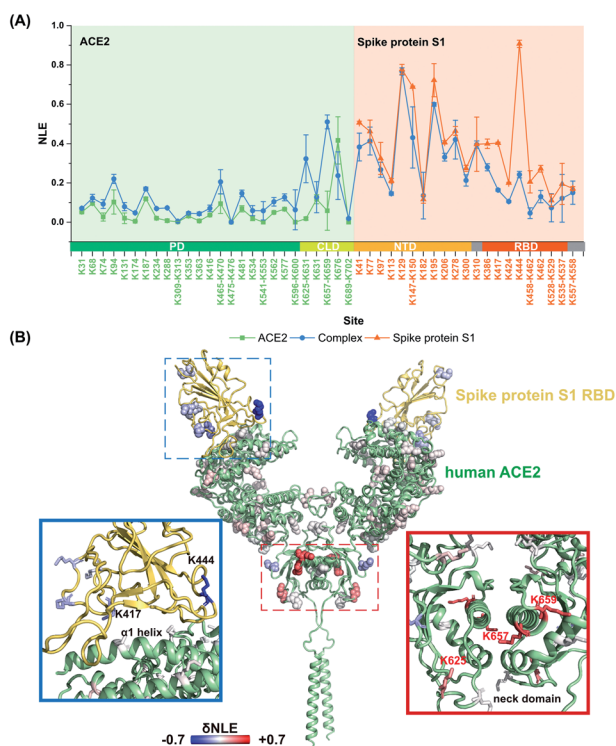 (A)
ACE2
Spike protein S1
NLE
1.0
0.8
0.6
0.4
0.2
0.0
PD
CLD
NTD
RBD
K31
K68
K74
K94
K131
K174
K187
K234
K288
K309-K313
K353
K363
K416
K465-K470
K475-K476
K481
K534
K541-K553
K562
K577
K596-K600
K625-K631
K631
K657-K659
K676
K689-K702
K41
K77
K97
K113
K129
K147-K150
K182
K195
K206
K278
K300
K310
K386
K417
K424
K444
K458-K462
K462
K528-K529
K535-K537
K557-K558
Site
ACE2
Complex
Spike protein S1
(B)
Spike protein S1 RBD
human ACE2
K444
K417
α1 helix
K659
K657
K625
neck domain
δNLE
-0.7
+0.7